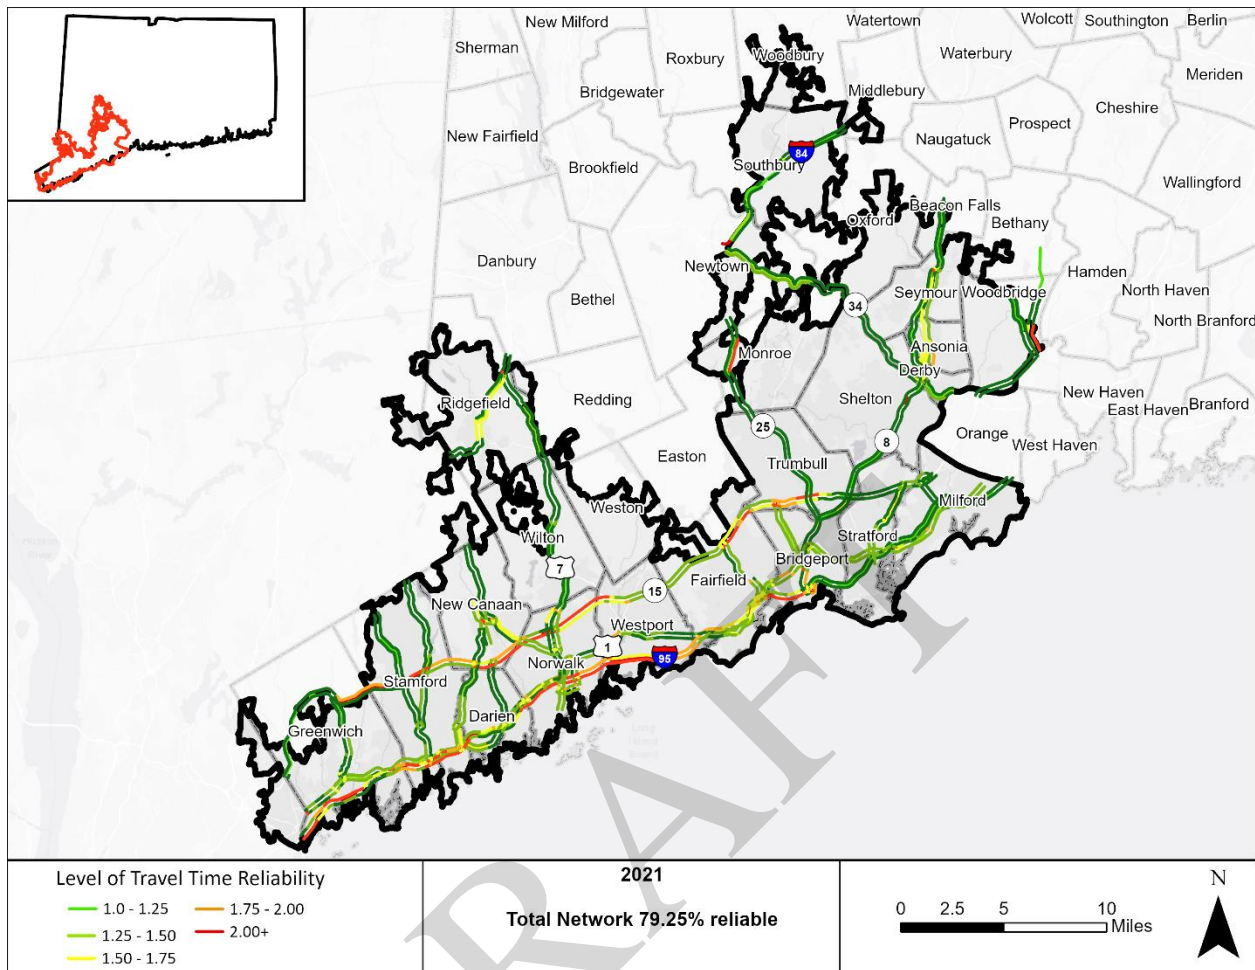 New Milford
Watertown
Wolcott
Southington
Berlin
Sherman
Roxbury
Woodbury
Waterbury
Meriden
Bridgewater
Middlebury
Cheshire
New Fairfield
Naugatuck
Prospect
Brookfield
Southbury
84
Wallingford
Beacon Falls
Oxford
Bethany
Danbury
Newtown
Hamden
Bethel
Seymour
Woodbridge
North Haven
34
North Branford
Monroe
Ansonia
Derby
Ridgefield
Redding
Shelton
New Haven
East Haven
Branford
25
8
Orange
West Haven
Easton
Trumbull
Weston
Milford
Wilton
Stratford
7
Bridgeport
15
Fairfield
New Canaan
Westport
1
95
Norwalk
Stamford
Darien
Greenwich
RAFT
Level of Travel Time Reliability
1.0 - 1.25
1.75 - 2.00
1.25 - 1.50
2.00+
1.50 - 1.75
2021
Total Network 79.25% reliable
0 2.5 5 10
Miles
N